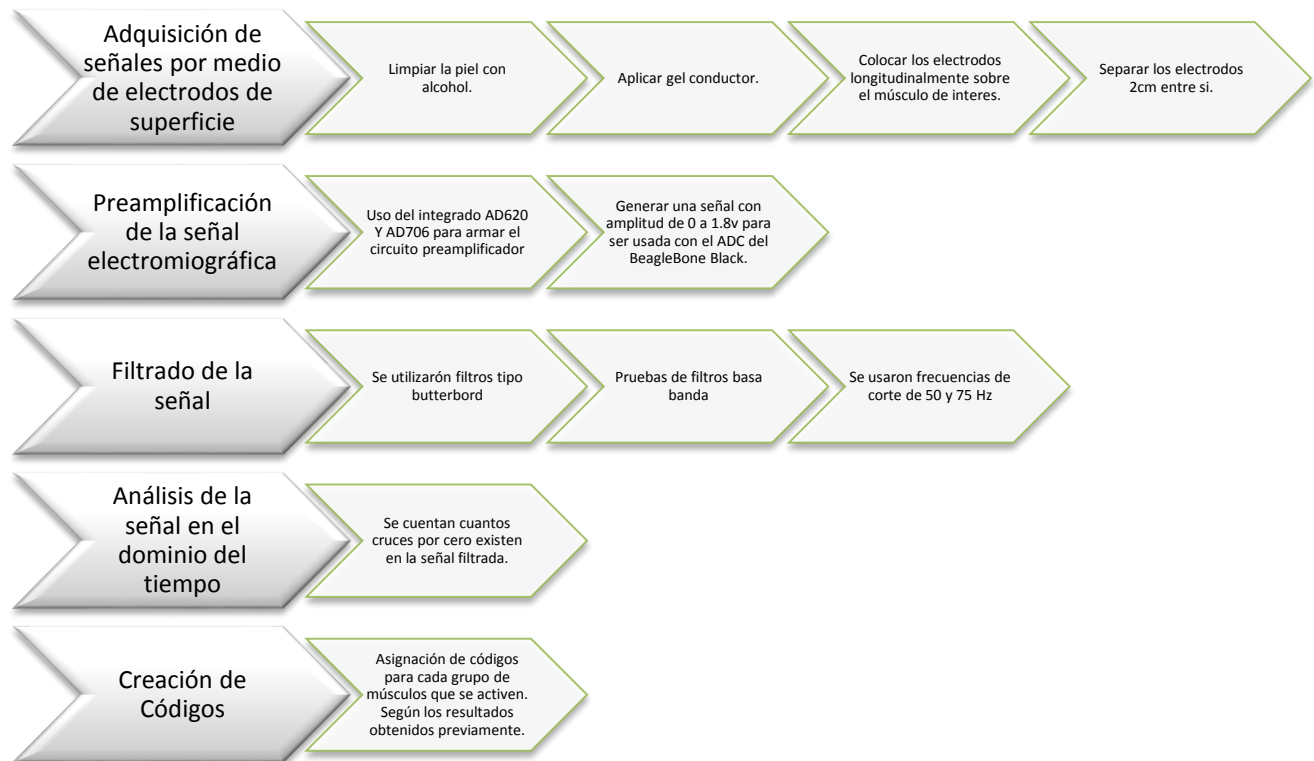 Adquisición de
señales por medio
de electrodos de
superficie
Limpiar la piel con
alcohol.
Aplicar gel conductor.
Colocar los electrodos
longitudinalmente sobre
el músculo de interes.
Separar los electrodos
2cm entre si.
Preamplificación
de la señal
electromiográfica
Uso del integrado AD620
Y AD706 para armar el
circuito preamplificador
Generar una señal con
amplitud de 0 a 1.8v para
ser usada con el ADC del
BeagleBone Black.
Filtrado de la
señal
Se utilizarón filtros tipo
butterbord
Pruebas de filtros basa
banda
Se usaron frecuencias de
corte de 50 y 75 Hz
Análisis de la
señal en el
dominio del
tiempo
Se cuentan cuantos
cruces por cero existen
en la señal filtrada.
Creación de
Códigos
Asignación de códigos
para cada grupo de
músculos que se activen.
Según los resultados
obtenidos previamente.